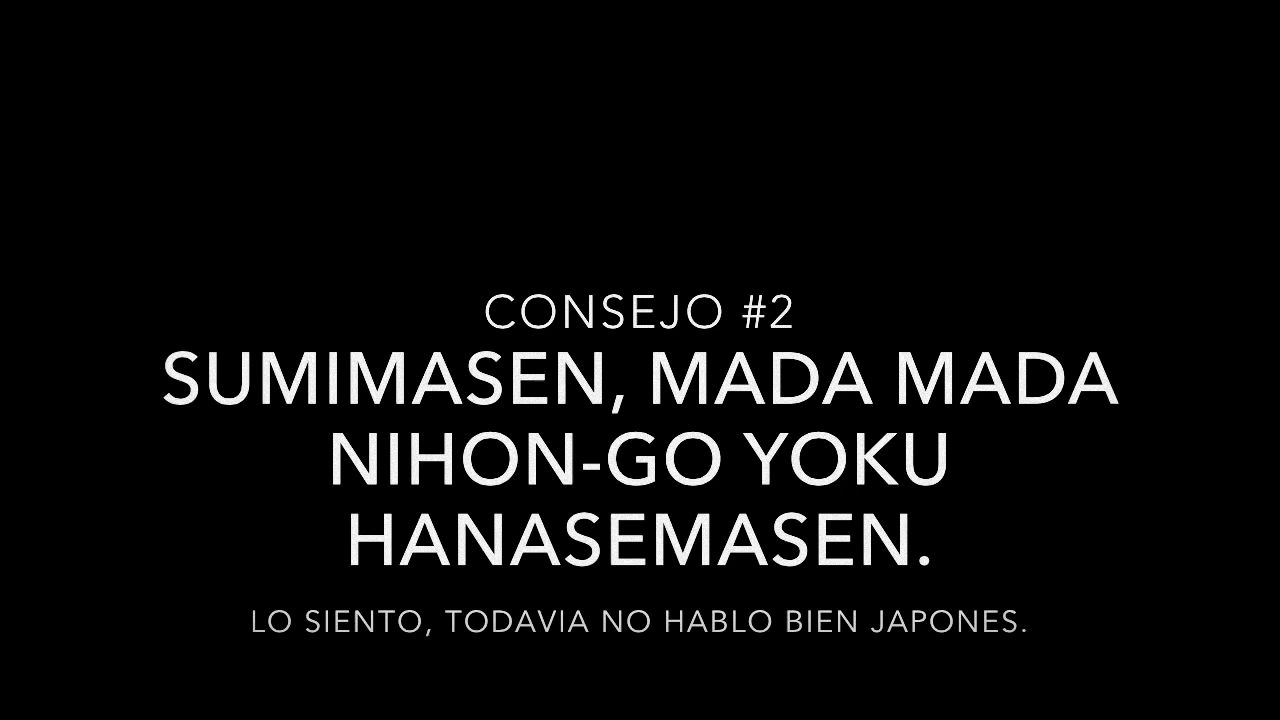 CONSEJO #2
SUMIMASEN, MADA MADA
NIHON-GO YOKU
HANASEMASEN.
LO SIENTO, TODAVIA NO HABLO BIEN JAPONES.